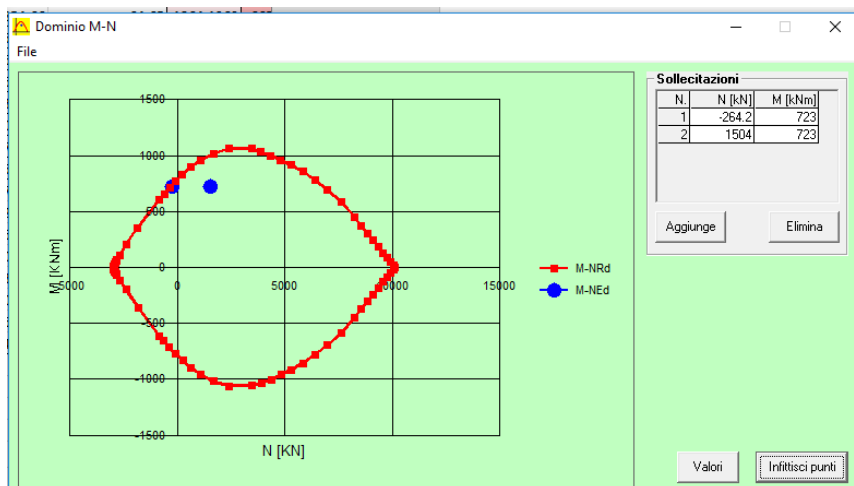 Dominio M-N
File
1500
1000
500
0
-500
-1000
-1500
5000
0
5000
0000
15000
M [KNm]
N [KN]
M-NRd
M-NEd
Sollecitazioni
N. N [kN] M [kNm]
1 -264.2 723
2 1504 723
Aggiunge Elimina
Valori Infittisci punti